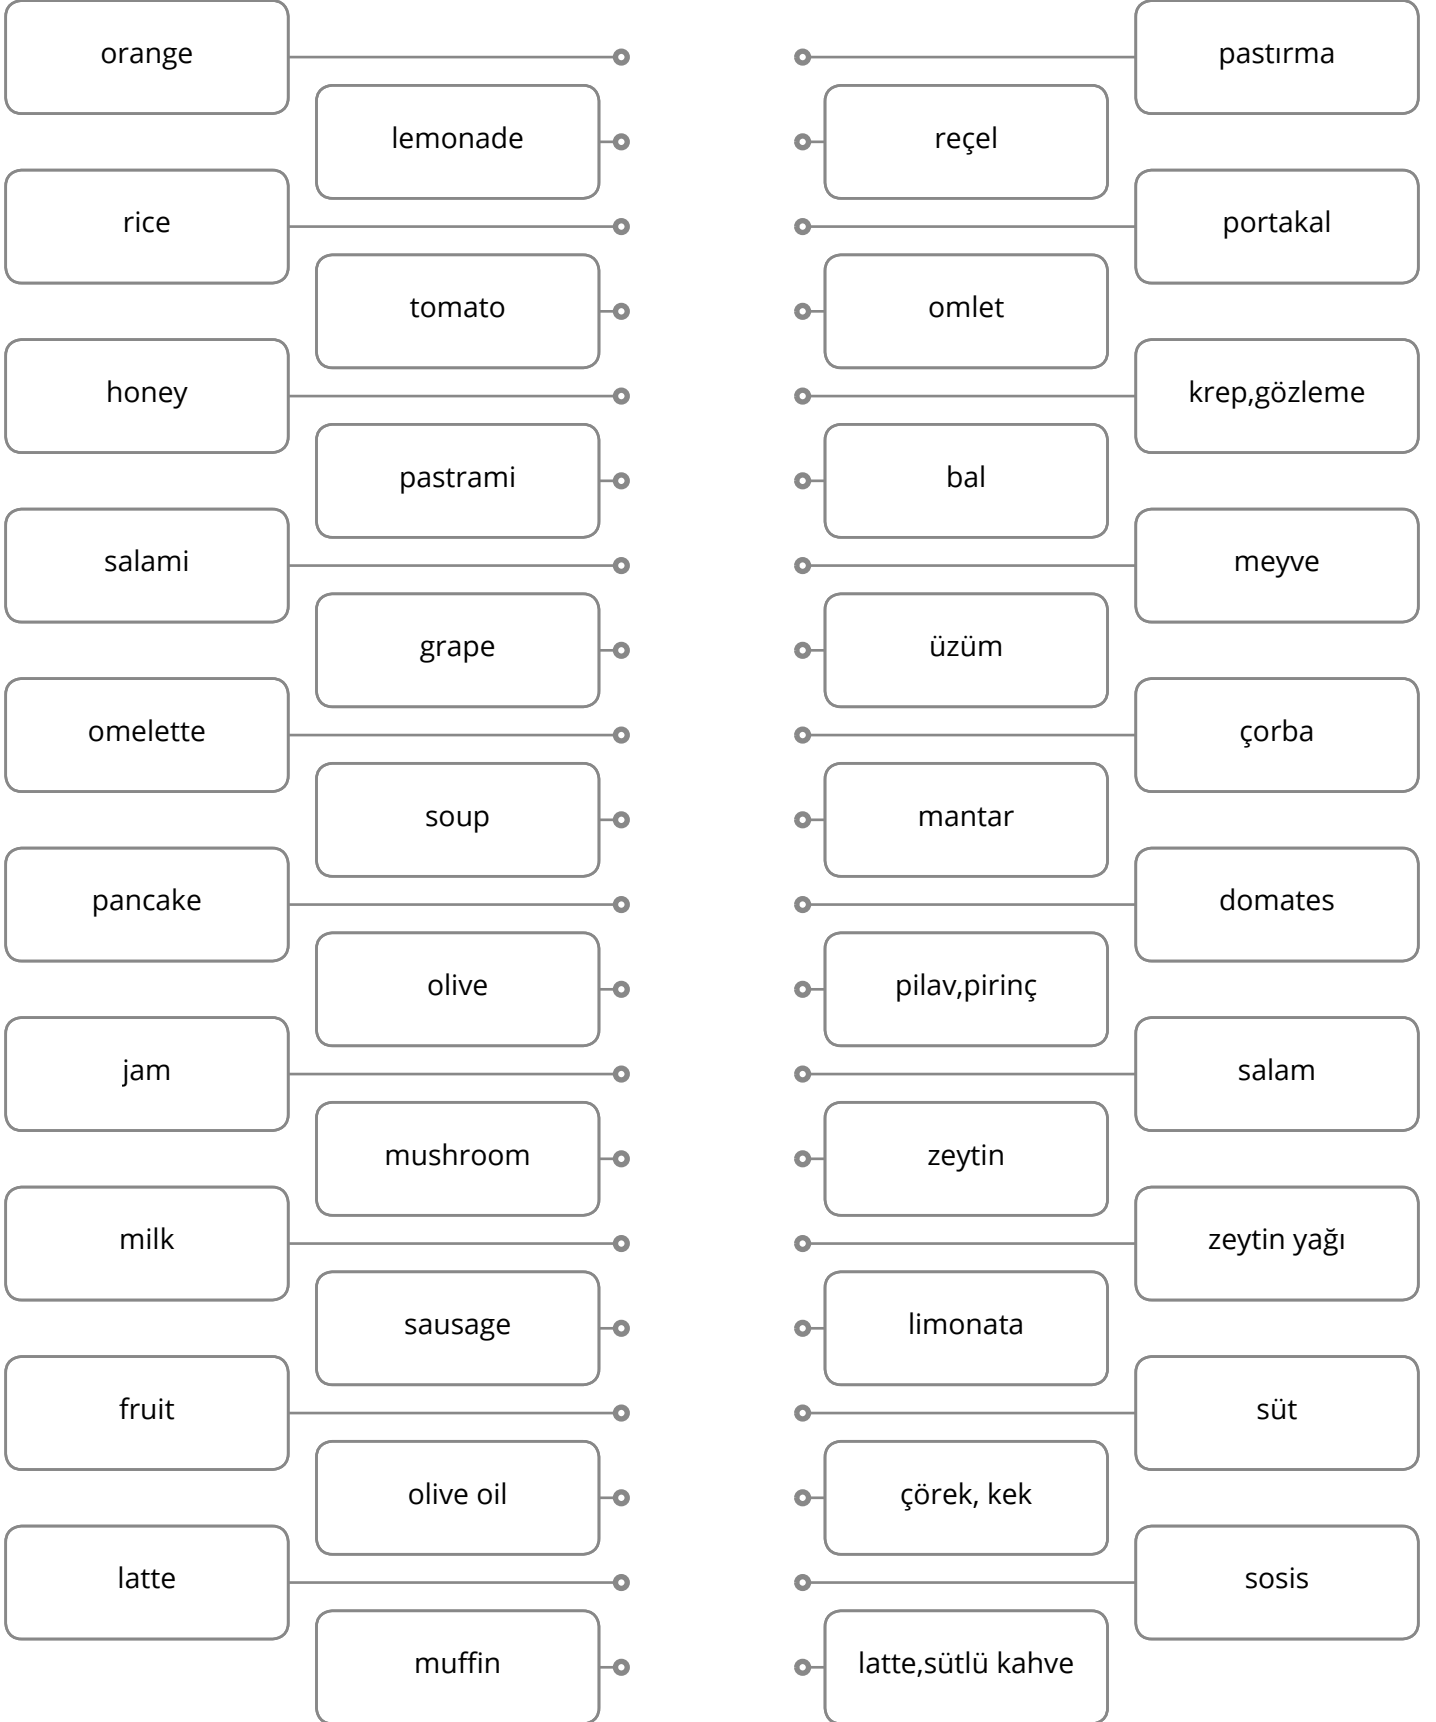 orange
pastırma
lemonade
reçel
rice
portakal
tomato
omlet
honey
krep,gözleme
pastrami
bal
salami
meyve
grape
üzüm
omelette
çorba
soup
mantar
pancake
domates
olive
pilav,pirinç
jam
salam
mushroom
zeytin
milk
zeytin yağı
sausage
limonata
fruit
süt
olive oil
çörek, kek
latte
sosis
muffin
latte,sütlü kahve